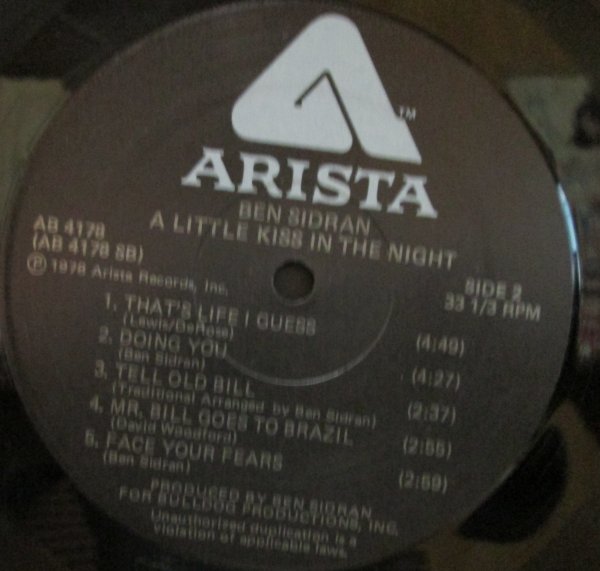 ™
ARISTA
BEN SIDRAN
A LITTLE KISS IN THE NIGHT
AB 4178
(AB 4178 SB)
℗ 1978 Arista Records, Inc.
SIDE 2
33 1/3 RPM
1. THAT'S LIFE I GUESS (4:49)
(Lewis/DeRose)
2. DOING YOU (4:27)
(Ben Sidran)
3. TELL OLD BILL (2:37)
(Traditional Arranged by Ben Sidran)
4. MR. BILL GOES TO BRAZIL (2:55)
(David Woodford)
5. FACE YOUR FEARS (2:59)
(Ben Sidran)
PRODUCED BY BEN SIDRAN
FOR BULLDOG PRODUCTIONS, INC.
Unauthorized duplication is a
violation of applicable laws.